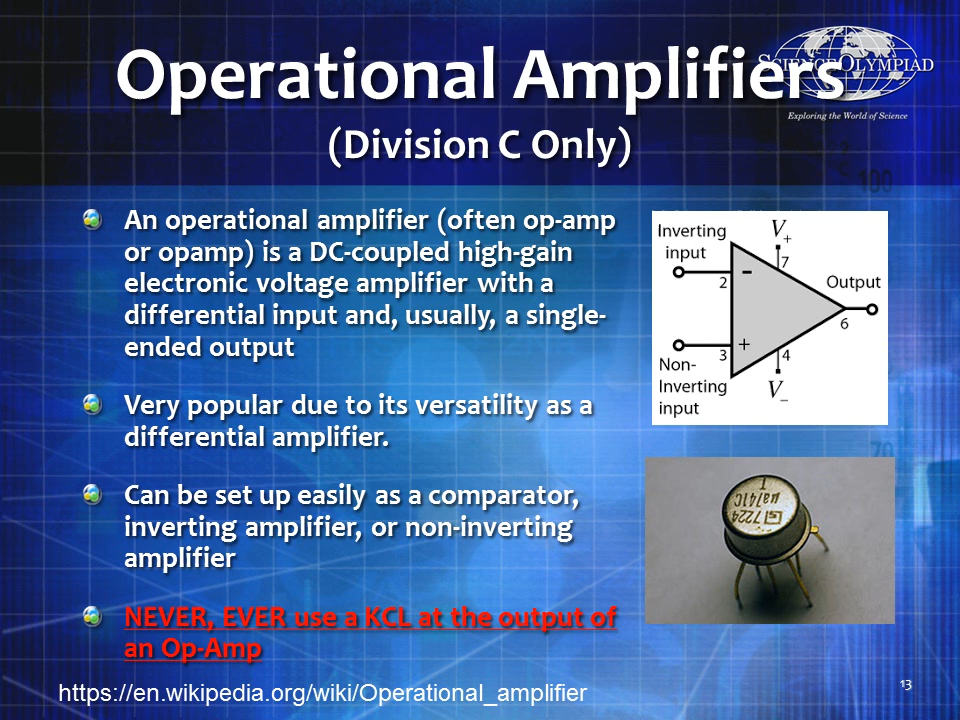 Operational Amplifiers
(Division C Only)
SCIENCE OLYMPIAD
Exploring the World of Science
An operational amplifier (often op-amp
or opamp) is a DC-coupled high-gain
electronic voltage amplifier with a
differential input and, usually, a single-
ended output
Very popular due to its versatility as a
differential amplifier.
Can be set up easily as a comparator,
inverting amplifier, or non-inverting
amplifier
NEVER, EVER use a KCL at the output of
an Op-Amp
https://en.wikipedia.org/wiki/Operational_amplifier
Inverting
input
V+
7
2
-
Output
6
3
+
4
Non-
Inverting
input
V-
µa741C
7224
100
70
13